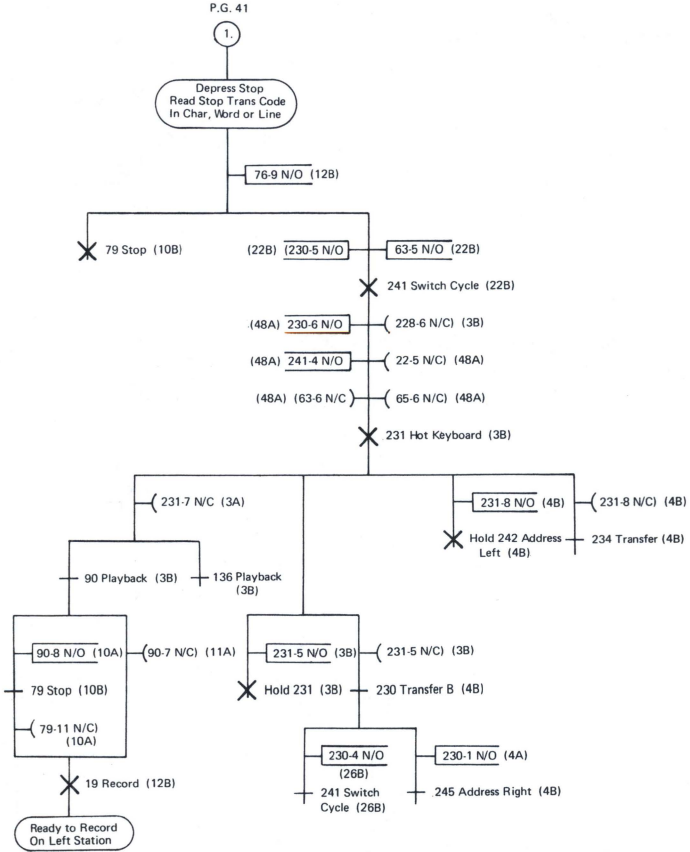 P.G. 41
1.
Depress Stop
Read Stop Trans Code
In Char, Word or Line
76-9 N/O (12B)
79 Stop (10B)
(22B) (230-5 N/O
63-5 N/O (22B)
241 Switch Cycle (22B)
(48A) 230-6 N/O
228-6 N/C) (3B)
(48A) 241-4 N/O
22-5 N/C) (48A)
(48A) (63-6 N/C
65-6 N/C) (48A)
231 Hot Keyboard (3B)
231-7 N/C (3A)
231-8 N/O (4B)
(231-8 N/C) (4B)
Hold 242 Address
Left (4B)
234 Transfer (4B)
90 Playback (3B)
136 Playback
(3B)
90-8 N/O (10A)
(90-7 N/C) (11A)
231-5 N/O (3B)
(231-5 N/C) (3B)
79 Stop (10B)
Hold 231 (3B)
230 Transfer B (4B)
(79-11 N/C)
(10A)
230-4 N/O
(26B)
230-1 N/O (4A)
19 Record (12B)
241 Switch
Cycle (26B)
245 Address Right (4B)
Ready to Record
On Left Station